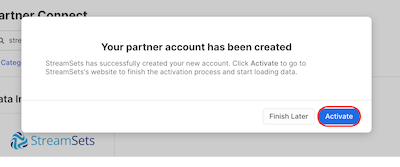 artner Connect
stre
Catego
Your partner account has been created
StreamSets has successfully created your new account. Click Activate to go to
StreamSets's website to finish the activation process and start loading data.
ata In
Finish Later
Activate
StreamSets